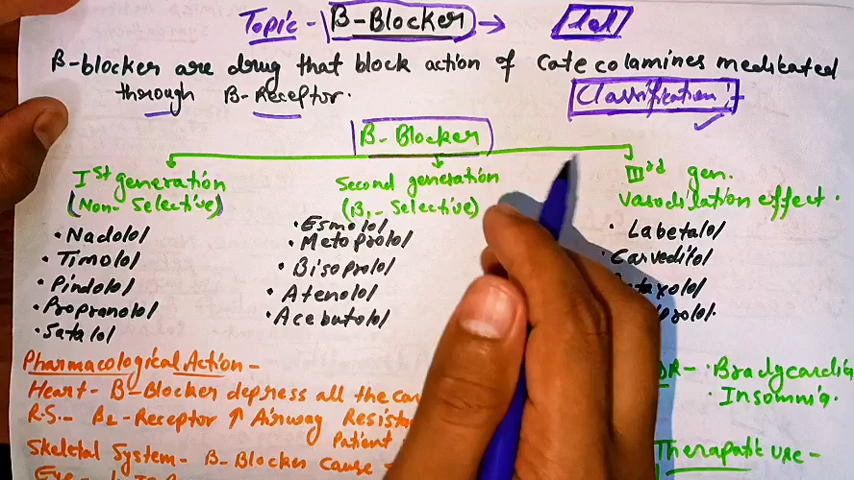 Topic - B-Blocker →
B-blocker are drug that block action of catecolamines meditated
through B-Receptor.
Classification :-
B-Blocker
Ist generation
(Non-Selective)
• Nadolol
• Timolol
• Pindolol
• Propranolol
• Satalol
Second generation
(B1-Selective)
• Esmolol
• Metoprolol
• Bisoprolol
• Atenolol
• Acebutolol
IIIrd gen.
Vasodilation effect.
• Labetalol
• Carvedilol
Pharmacological Action -
Heart- B-Blocker depress all the
R.S.- B2-Receptor ↑ Airway
Patient
Skeletal System- B-Blocker cause
Eye-
• Bradycardia
• Insomnia.
Therapatic use -